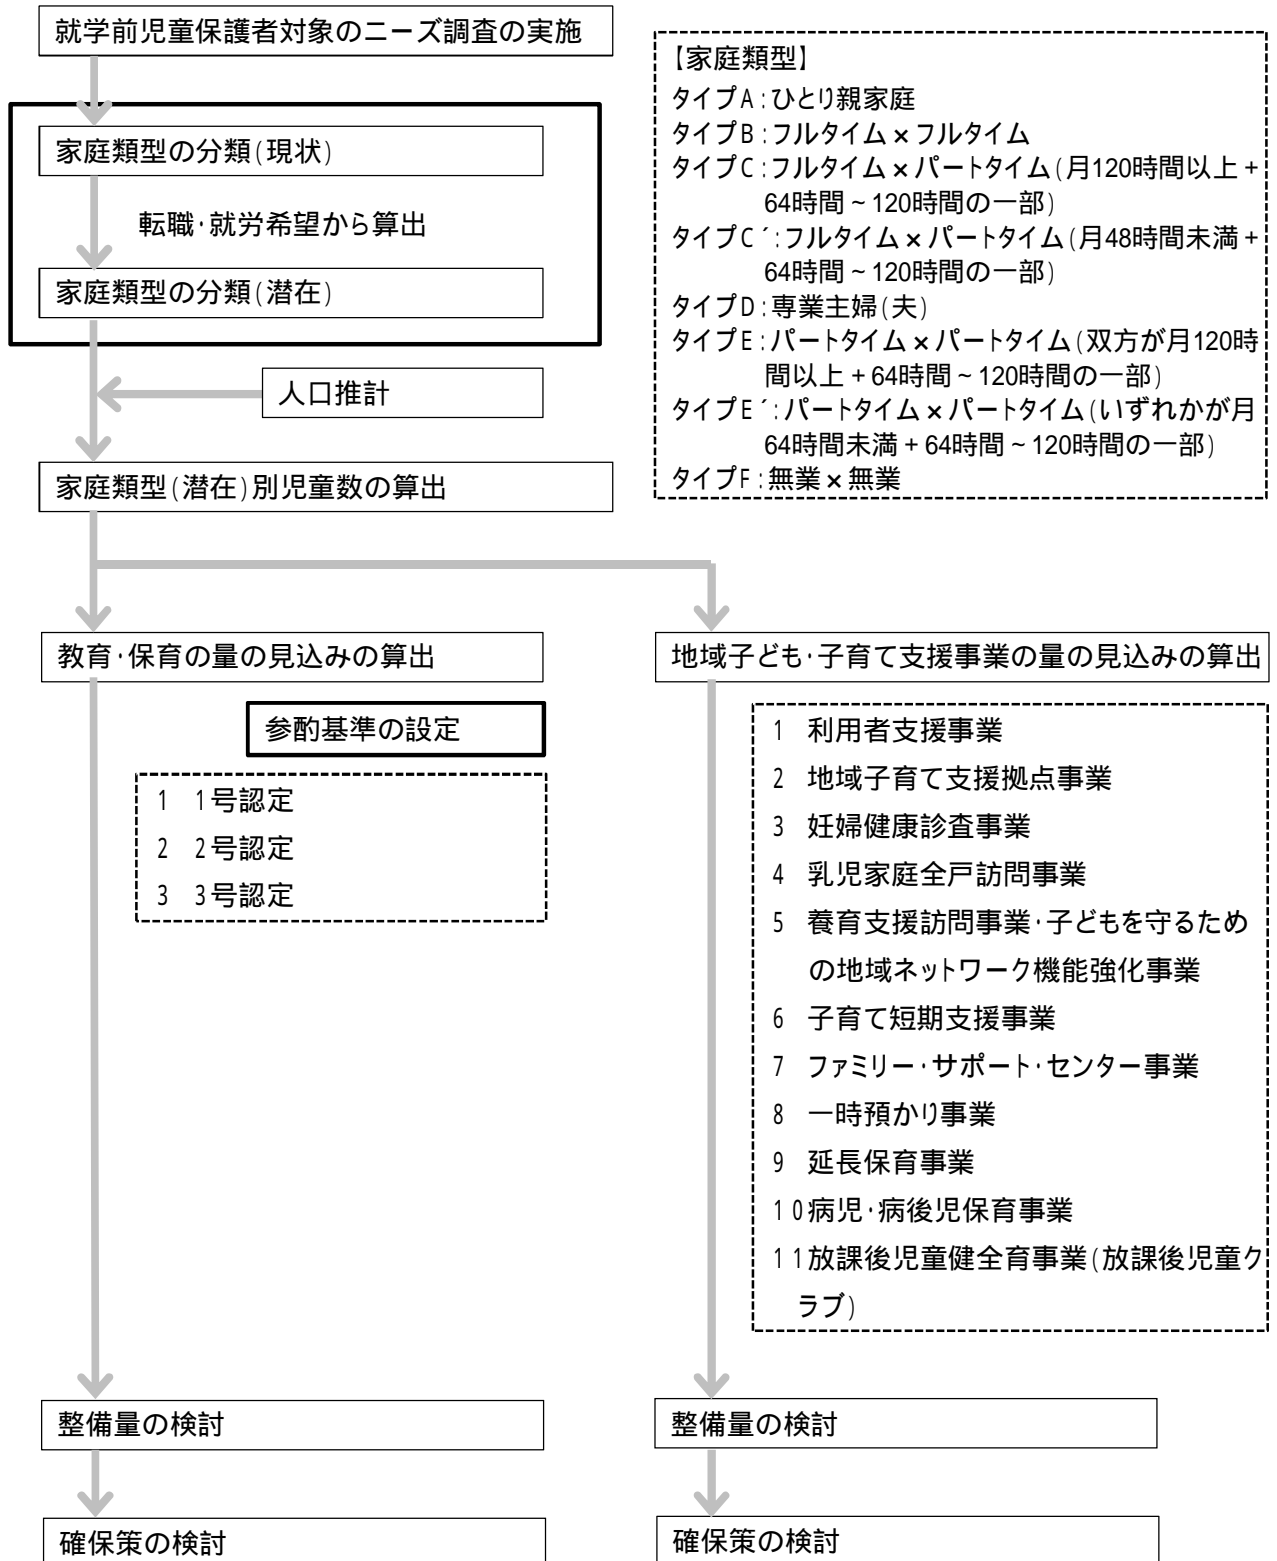 就学前児童保護者対象のニーズ調査の実施
家庭類型の分類(現状)
転職･就労希望から算出
家庭類型の分類(潜在)
人口推計
家庭類型(潜在)別児童数の算出
【家庭類型】
タイプA:ひとり親家庭
タイプB:フルタイム×フルタイム
タイプC:フルタイム×パートタイム(月120時間以上+
64時間~120時間の一部)
タイプC´:フルタイム×パートタイム(月48時間未満+
64時間~120時間の一部)
タイプD:専業主婦(夫)
タイプE:パートタイム×パートタイム(双方が月120時
間以上+64時間~120時間の一部)
タイプE´:パートタイム×パートタイム(いずれかが月
64時間未満+64時間~120時間の一部)
タイプF:無業×無業
教育･保育の量の見込みの算出
参酌基準の設定
1 1号認定
2 2号認定
3 3号認定
整備量の検討
確保策の検討
地域子ども･子育て支援事業の量の見込みの算出
1 利用者支援事業
2 地域子育て支援拠点事業
3 妊婦健康診査事業
4 乳児家庭全戸訪問事業
5 養育支援訪問事業･子どもを守るため
の地域ネットワーク機能強化事業
6 子育て短期支援事業
7 ファミリー･サポート･センター事業
8 一時預かり事業
9 延長保育事業
10病児･病後児保育事業
11放課後児童健全育事業(放課後児童ク
ラブ)
整備量の検討
確保策の検討